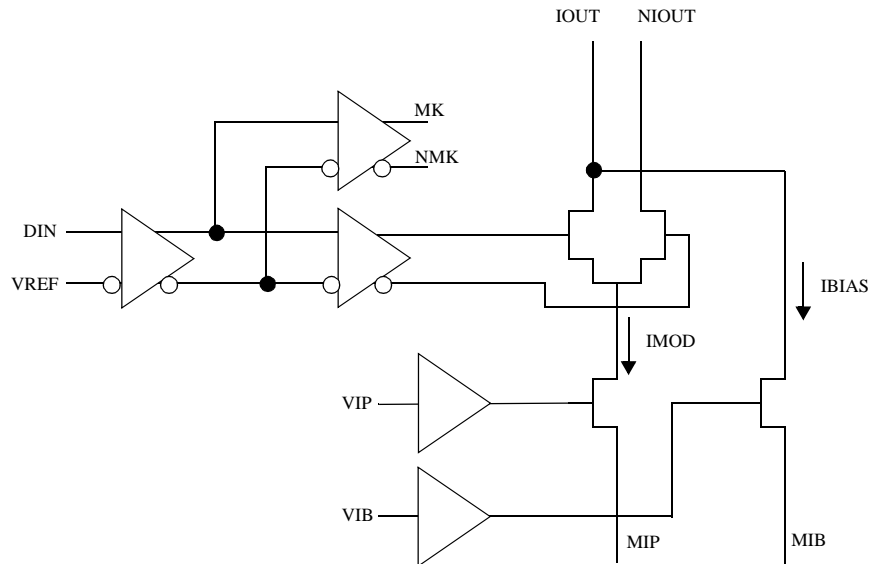 IOUT NIOUT
MK
NMK
DIN
VREF
IBIAS
IMOD
VIP
VIB
MIP MIB